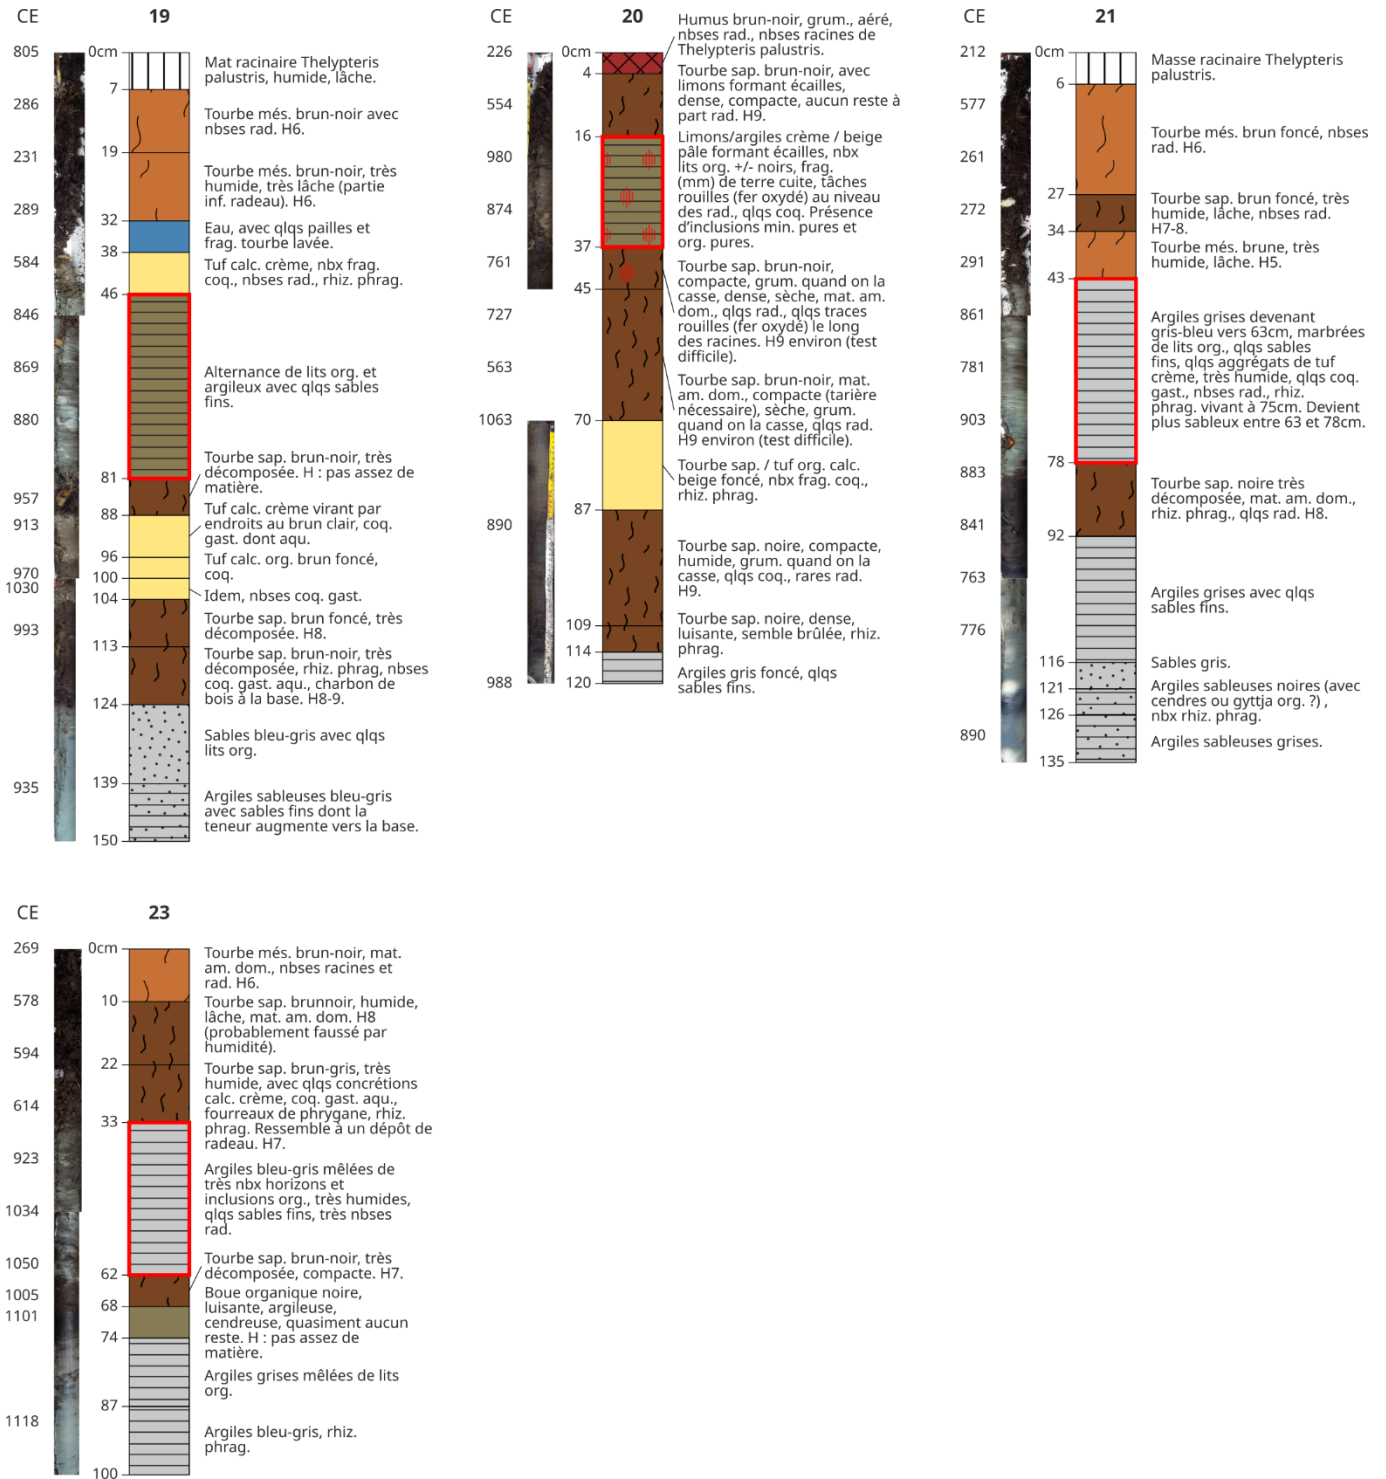 CE
19
805
286
231
289
584
846
869
880
957
913
970
1030
993
935
0cm
7
19
32
38
46
81
88
96
100
104
113
124
139
150
Mat racinaire Thelypteris
palustris, humide, lâche.
Tourbe més. brun-noir avec
nbses rad. H6.
Tourbe més. brun-noir, très
humide, très lâche (partie
inf. radeau). H6.
Eau, avec qlqs pailles et
frag. tourbe lavée.
Tuf calc. crème, nbx frag.
coq., nbses rad., rhiz. phrag.
Alternance de lits org. et
argileux avec qlqs sables
fins.
Tourbe sap. brun-noir, très
décomposée. H : pas assez de
matière.
Tuf calc. crème virant par
endroits au brun clair, coq.
gast. dont aqu.
Tuf calc. org. brun foncé,
coq.
Idem, nbses coq. gast.
Tourbe sap. brun foncé, très
décomposée. H8.
Tourbe sap. brun-noir, très
décomposée, rhiz. phrag, nbses
coq. gast. aqu., charbon de
bois à la base. H8-9.
Sables bleu-gris avec qlqs
lits org.
Argiles sableuses bleu-gris
avec sables fins dont la
teneur augmente vers la base.
CE
20
226
554
980
874
761
727
563
1063
890
988
0cm
4
16
37
45
70
87
109
114
120
Humus brun-noir, grum., aéré,
nbses rad., nbses racines de
Thelypteris palustris.
Tourbe sap. brun-noir, avec
limons formant écailles,
dense, compacte, aucun reste à
part rad. H9.
Limons/argiles crème / beige
pâle formant écailles, nbx
lits org. +/- noirs, frag.
(mm) de terre cuite, tâches
rouilles (fer oxydé) au niveau
des rad., qlqs coq. Présence
d'inclusions min. pures et
org. pures.
Tourbe sap. brun-noir,
compacte, grum. quand on la
casse, dense, sèche, mat. am.
dom., qlqs rad., qlqs traces
rouilles (fer oxydé) le long
des racines. H9 environ (test
difficile).
Tourbe sap. brun-noir, mat.
am. dom., compacte (tarière
nécessaire), sèche, grum.
quand on la casse, qlqs rad.
H9 environ (test difficile).
Tourbe sap. / tuf org. calc.
beige foncé, nbx frag. coq.,
rhiz. phrag.
Tourbe sap. noire, compacte,
humide, grum. quand on la
casse, qlqs coq., rares rad.
H9.
Tourbe sap. noire, dense,
luisante, semble brûlée, rhiz.
phrag.
Argiles gris foncé, qlqs
sables fins.
CE
21
212
577
261
272
291
861
781
903
883
841
763
776
890
0cm
6
27
34
43
78
92
116
121
126
135
Masse racinaire Thelypteris
palustris.
Tourbe més. brun foncé, nbses
rad. H6.
Tourbe sap. brun foncé, très
humide, lâche, nbses rad.
H7-8.
Tourbe més. brune, très
humide, lâche. H5.
Argiles grises devenant
gris-bleu vers 63cm, marbrées
de lits org., qlqs sables
fins, qlqs aggrégats de tuf
crème, très humide, qlqs coq.
gast., nbses rad., rhiz.
phrag. vivant à 75cm. Devient
plus sableux entre 63 et 78cm.
Tourbe sap. noire très
décomposée, mat. am. dom.,
rhiz. phrag., qlqs rad. H8.
Argiles grises avec qlqs
sables fins.
Sables gris.
Argiles sableuses noires (avec
cendres ou gyttja org. ?) ,
nbx rhiz. phrag.
Argiles sableuses grises.
CE
23
269
578
594
614
923
1034
1050
1005
1101
1118
0cm
10
22
33
62
68
74
87
100
Tourbe més. brun-noir, mat.
am. dom., nbses racines et
rad. H6.
Tourbe sap. brunnoir, humide,
lâche, mat. am. dom. H8
(probablement faussé par
humidité).
Tourbe sap. brun-gris, très
humide, avec qlqs concrétions
calc. crème, coq. gast. aqu.,
fourreaux de phrygane, rhiz.
phrag. Ressemble à un dépôt de
radeau. H7.
Argiles bleu-gris mêlées de
très nbx horizons et
inclusions org., très humides,
qlqs sables fins, très nbses
rad.
Tourbe sap. brun-noir, très
décomposée, compacte. H7.
Boue organique noire,
luisante, argileuse,
cendreuse, quasiment aucun
reste. H : pas assez de
matière.
Argiles grises mêlées de lits
org.
Argiles bleu-gris, rhiz.
phrag.